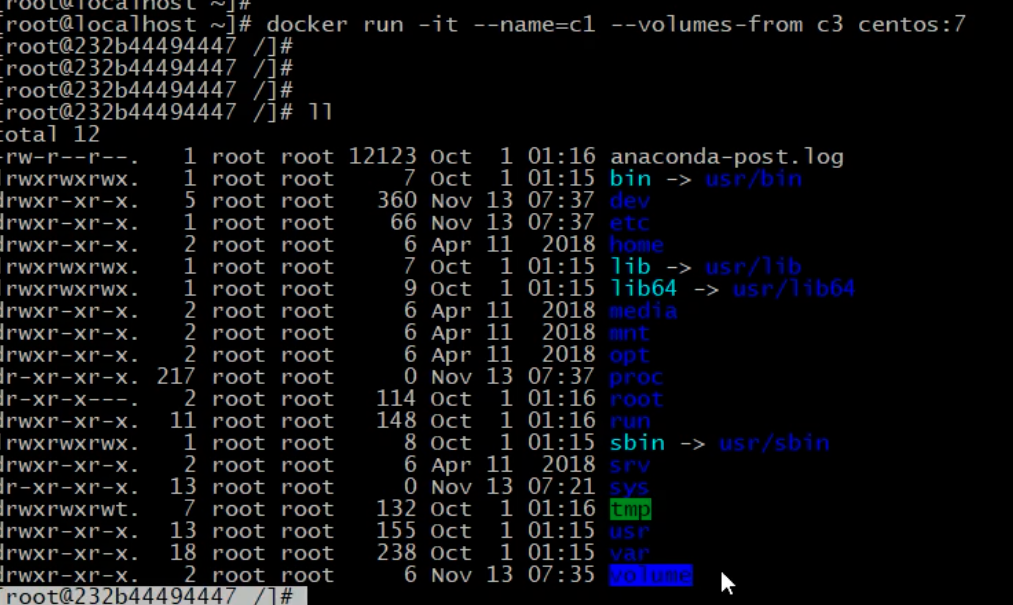 [root@localhost ~]#
[root@localhost ~]# docker run -it --name=c1 --volumes-from c3 centos:7
[root@232b44494447 /]#
[root@232b44494447 /]#
[root@232b44494447 /]#
[root@232b44494447 /]# ll
total 12
-rw-r--r--. 1 root root 12123 Oct 1 01:16 anaconda-post.log
lrwxrwxrwx. 1 root root 7 Oct 1 01:15 bin -> usr/bin
drwxr-xr-x. 5 root root 360 Nov 13 07:37 dev
drwxr-xr-x. 1 root root 66 Nov 13 07:37 etc
drwxr-xr-x. 2 root root 6 Apr 11 2018 home
lrwxrwxrwx. 1 root root 7 Oct 1 01:15 lib -> usr/lib
lrwxrwxrwx. 1 root root 9 Oct 1 01:15 lib64 -> usr/lib64
drwxr-xr-x. 2 root root 6 Apr 11 2018 media
drwxr-xr-x. 2 root root 6 Apr 11 2018 mnt
drwxr-xr-x. 2 root root 6 Apr 11 2018 opt
dr-xr-xr-x. 217 root root 0 Nov 13 07:37 proc
dr-xr-x---. 2 root root 114 Oct 1 01:16 root
drwxr-xr-x. 11 root root 148 Oct 1 01:16 run
lrwxrwxrwx. 1 root root 8 Oct 1 01:15 sbin -> usr/sbin
drwxr-xr-x. 2 root root 6 Apr 11 2018 srv
dr-xr-xr-x. 13 root root 0 Nov 13 07:21 sys
drwxrwxrwt. 7 root root 132 Oct 1 01:16 tmp
drwxr-xr-x. 13 root root 155 Oct 1 01:15 usr
drwxr-xr-x. 18 root root 238 Oct 1 01:15 var
drwxr-xr-x. 2 root root 6 Nov 13 07:35 volume
[root@232b44494447 /]#